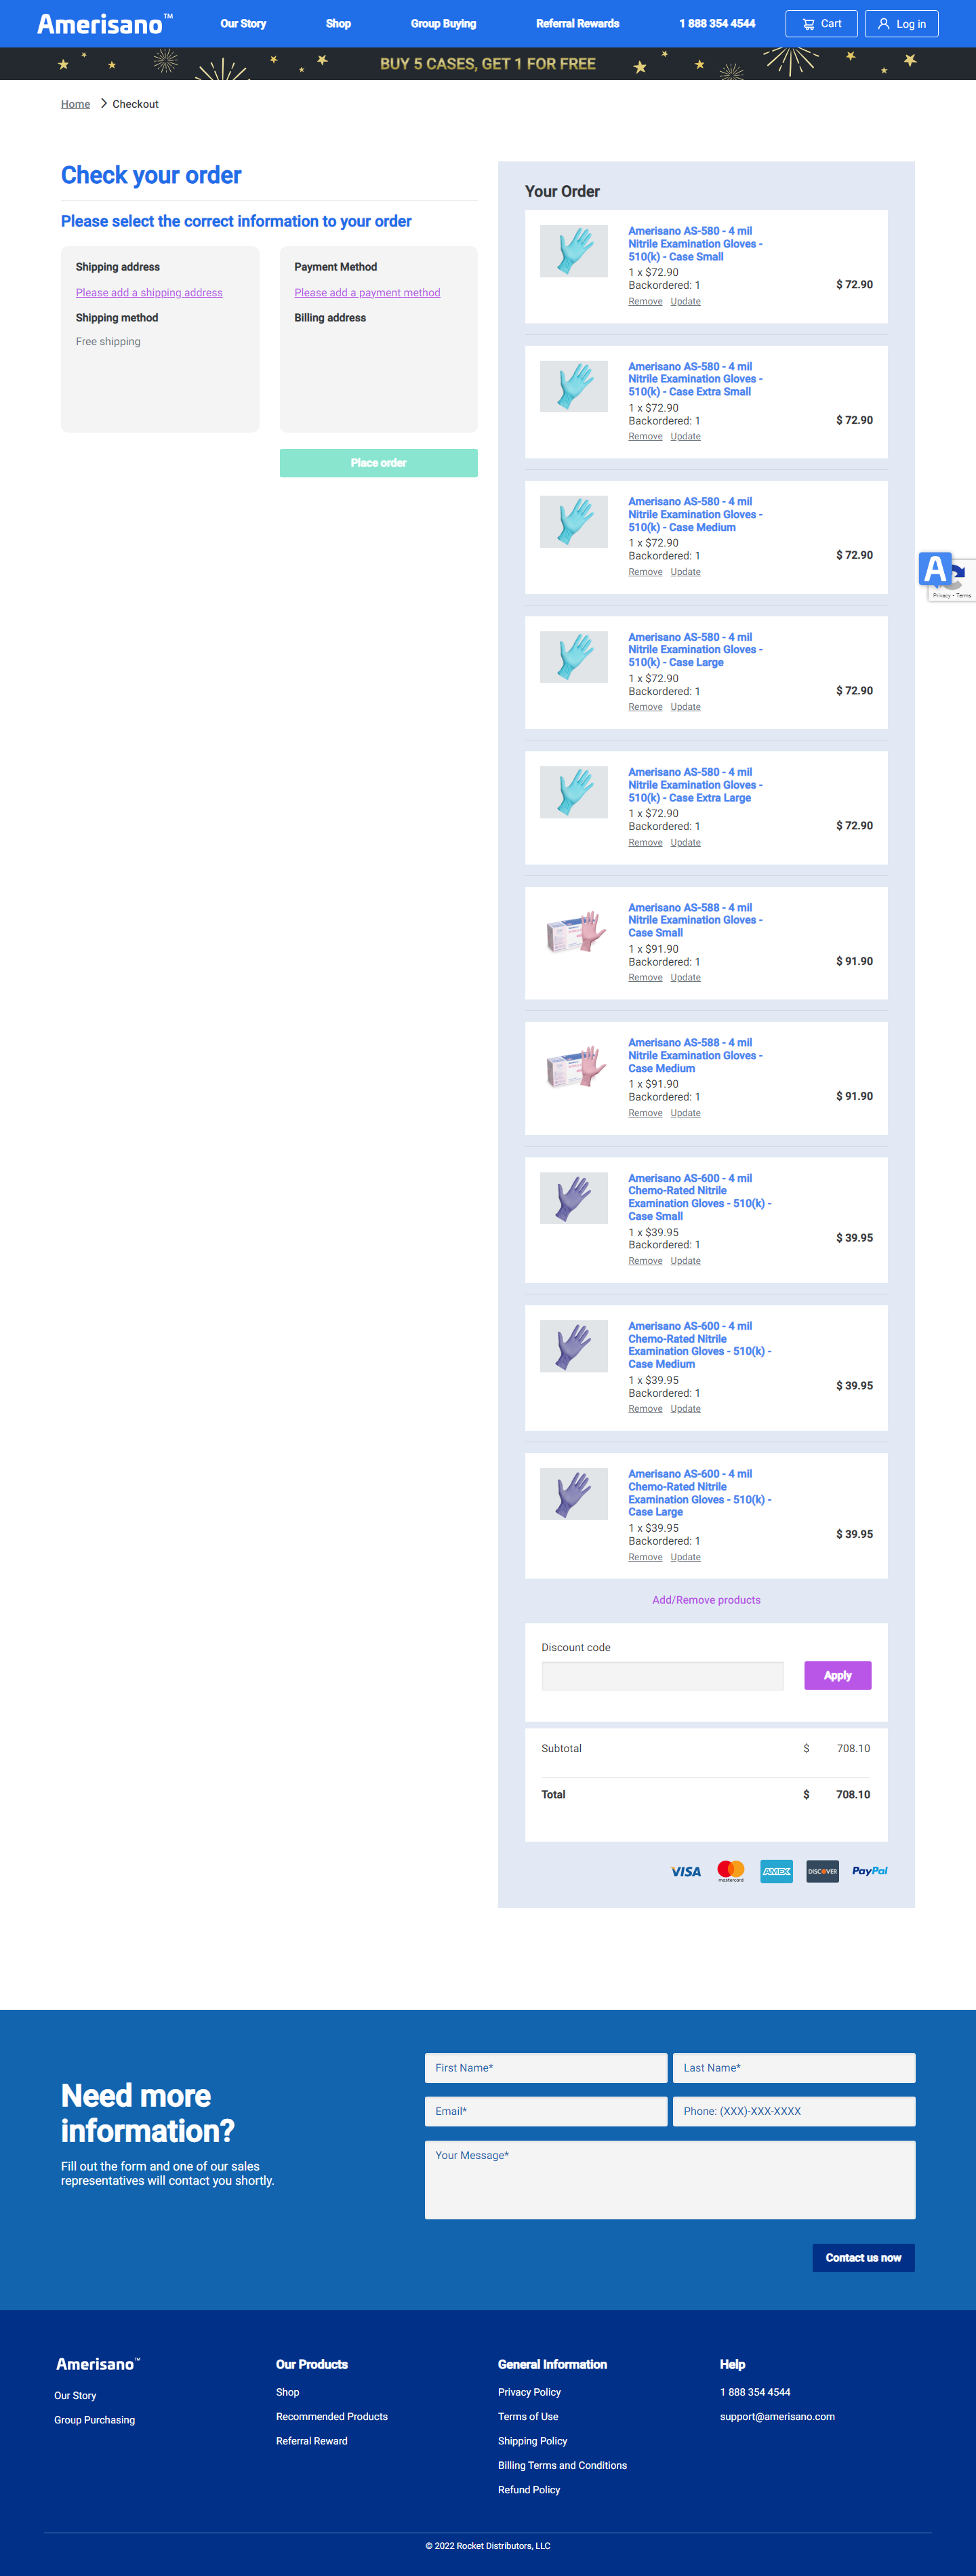 Amerisano™
Our Story
Shop
Group Buying
Referral Rewards
1 888 354 4544
Cart
Log in
BUY 5 CASES, GET 1 FOR FREE
Home
Checkout
Check your order
Please select the correct information to your order
Shipping address
Please add a shipping address
Shipping method
Free shipping
Payment Method
Please add a payment method
Billing address
Place order
Your Order
Amerisano AS-580 - 4 mil
Nitrile Examination Gloves -
510(k) - Case Small
1 x $72.90
Backordered: 1
$ 72.90
Remove Update
Amerisano AS-580 - 4 mil
Nitrile Examination Gloves -
510(k) - Case Extra Small
1 x $72.90
Backordered: 1
$ 72.90
Remove Update
Amerisano AS-580 - 4 mil
Nitrile Examination Gloves -
510(k) - Case Medium
1 x $72.90
Backordered: 1
$ 72.90
Remove Update
Amerisano AS-580 - 4 mil
Nitrile Examination Gloves -
510(k) - Case Large
1 x $72.90
Backordered: 1
$ 72.90
Remove Update
Amerisano AS-580 - 4 mil
Nitrile Examination Gloves -
510(k) - Case Extra Large
1 x $72.90
Backordered: 1
$ 72.90
Remove Update
Amerisano AS-588 - 4 mil
Nitrile Examination Gloves -
Case Small
1 x $91.90
Backordered: 1
$ 91.90
Remove Update
Amerisano AS-588 - 4 mil
Nitrile Examination Gloves -
Case Medium
1 x $91.90
Backordered: 1
$ 91.90
Remove Update
Amerisano AS-600 - 4 mil
Chemo-Rated Nitrile
Examination Gloves - 510(k) -
Case Small
1 x $39.95
Backordered: 1
$ 39.95
Remove Update
Amerisano AS-600 - 4 mil
Chemo-Rated Nitrile
Examination Gloves - 510(k) -
Case Medium
1 x $39.95
Backordered: 1
$ 39.95
Remove Update
Amerisano AS-600 - 4 mil
Chemo-Rated Nitrile
Examination Gloves - 510(k) -
Case Large
1 x $39.95
Backordered: 1
$ 39.95
Remove Update
Add/Remove products
Discount code
Apply
Subtotal $ 708.10
Total $ 708.10
VISA mastercard AMEX DISCOVER PayPal
A
Privacy - Terms
Need more
information?
Fill out the form and one of our sales
representatives will contact you shortly.
First Name*
Last Name*
Email*
Phone: (XXX)-XXX-XXXX
Your Message*
Contact us now
Amerisano™
Our Story
Group Purchasing
Our Products
Shop
Recommended Products
Referral Reward
General Information
Privacy Policy
Terms of Use
Shipping Policy
Billing Terms and Conditions
Refund Policy
Help
1 888 354 4544
support@amerisano.com
© 2022 Rocket Distributors, LLC